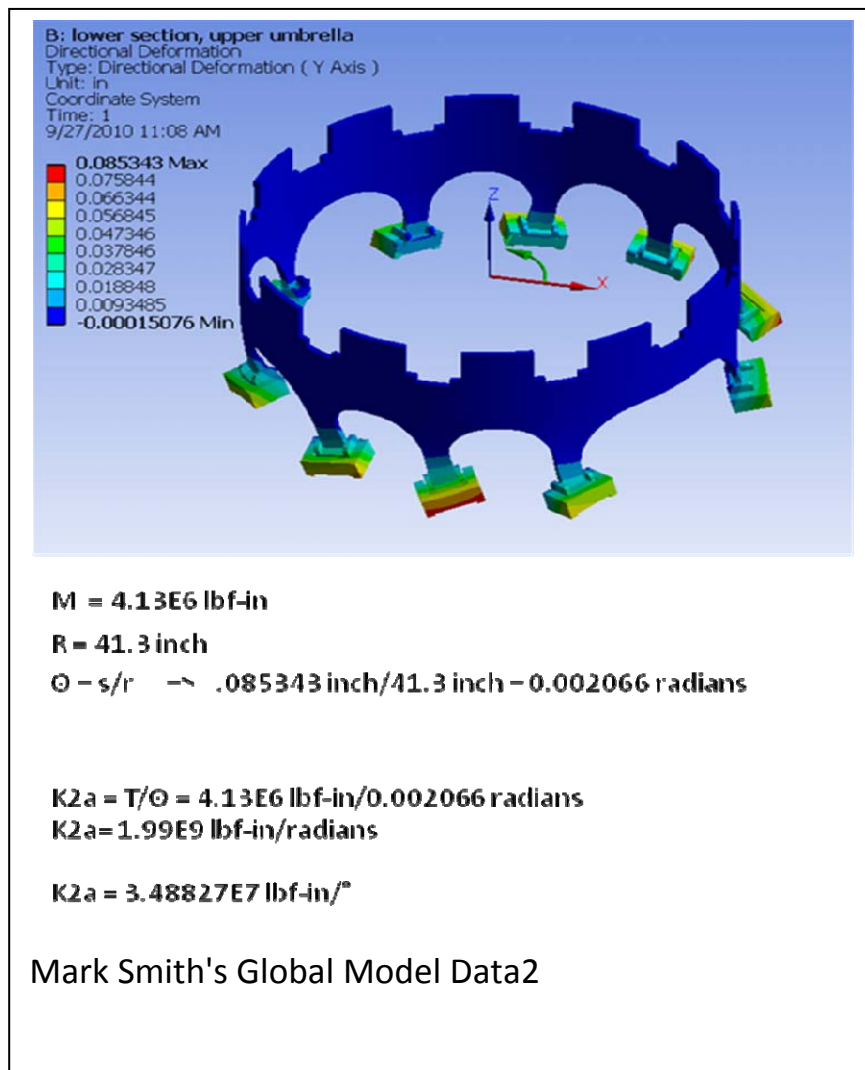 B: lower section, upper umbrella
Directional Deformation
Type: Directional Deformation ( Y Axis )
Unit: in
Coordinate System
Time: 1
9/27/2010 11:08 AM
0.085343 Max
0.075844
0.066344
0.056845
0.047346
0.037846
0.028347
0.018848
0.0093485
-0.00015076 Min
Z
X
M = 4.13E6 lbf-in
R = 41.3 inch
Θ = s/r –> .085343 inch/41.3 inch = 0.002066 radians
K2a = T/Θ = 4.13E6 lbf-in/0.002066 radians
K2a= 1.99E9 lbf-in/radians
K2a = 3.48827E7 lbf-in/°
Mark Smith's Global Model Data2